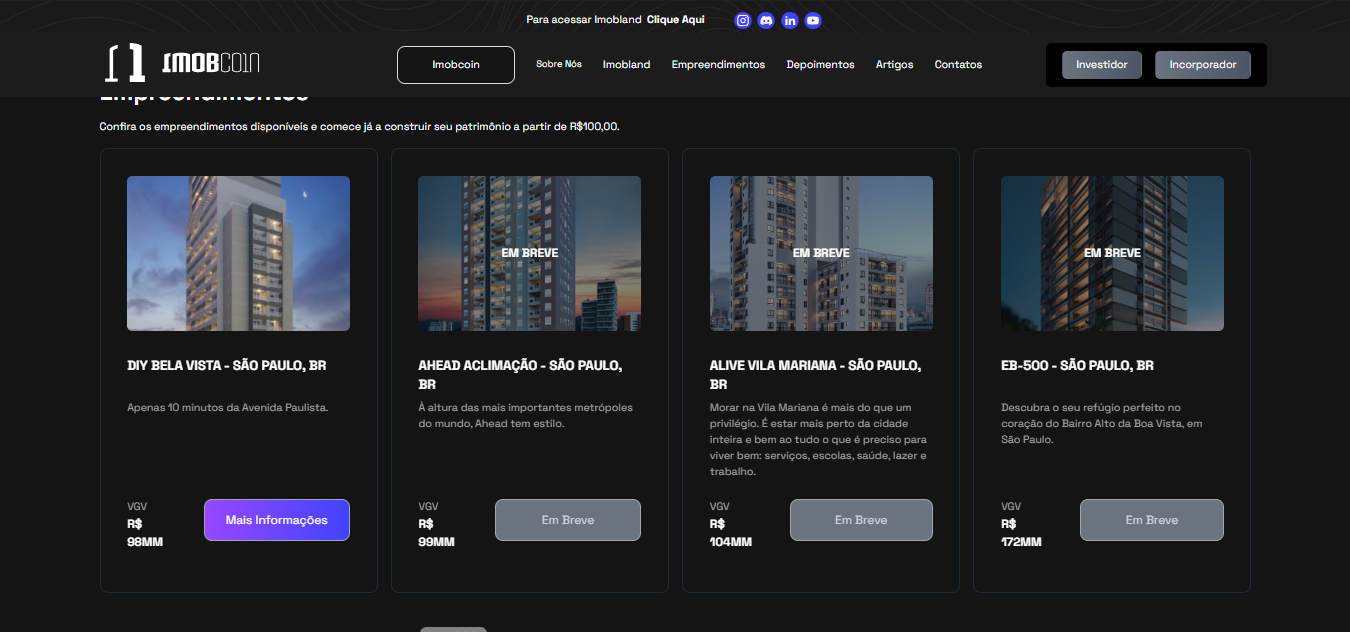 Para acessar Imobland Clique Aqui
IMOBCOIN
Imobcoin
Sobre Nós
Imobland
Empreendimentos
Depoimentos
Artigos
Contatos
Investidor
Incorporador
Empreendimentos
Confira os empreendimentos disponíveis e comece já a construir seu patrimônio a partir de R$100,00.
DIY BELA VISTA - SÃO PAULO, BR
Apenas 10 minutos da Avenida Paulista.
VGV
R$
98MM
Mais Informações
EM BREVE
AHEAD ACLIMAÇÃO - SÃO PAULO,
BR
À altura das mais importantes metrópoles
do mundo, Ahead tem estilo.
VGV
R$
99MM
Em Breve
EM BREVE
ALIVE VILA MARIANA - SÃO PAULO,
BR
Morar na Vila Mariana é mais do que um
privilégio. É estar mais perto da cidade
inteira e bem ao tudo o que é preciso para
viver bem: serviços, escolas, saúde, lazer e
trabalho.
VGV
R$
104MM
Em Breve
EM BREVE
EB-500 - SÃO PAULO, BR
Descubra o seu refúgio perfeito no
coração do Bairro Alto da Boa Vista, em
São Paulo.
VGV
R$
172MM
Em Breve